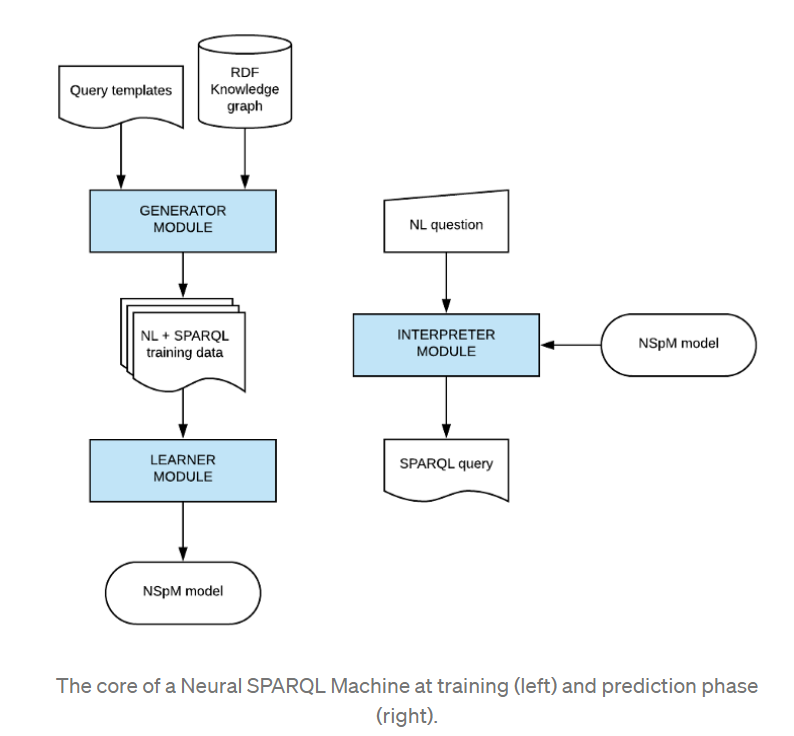 Query templates
RDF
Knowledge
graph
GENERATOR
MODULE
NL + SPARQL
training data
LEARNER
MODULE
NSpM model
NL question
INTERPRETER
MODULE
NSpM model
SPARQL query
The core of a Neural SPARQL Machine at training (left) and prediction phase
(right).